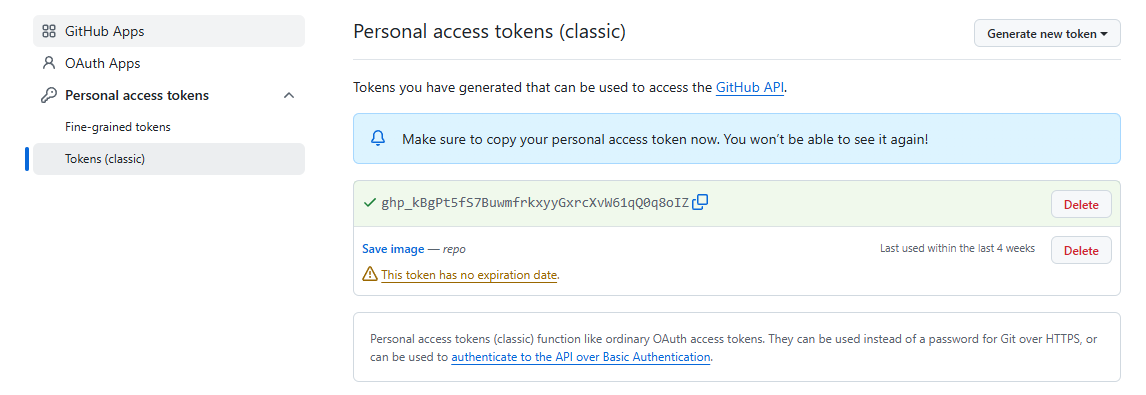 GitHub Apps
OAuth Apps
Personal access tokens
Fine-grained tokens
Tokens (classic)
Personal access tokens (classic)
Generate new token
Tokens you have generated that can be used to access the GitHub API.
Make sure to copy your personal access token now. You won't be able to see it again!
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
Delete
Save image — repo
Last used within the last 4 weeks
Delete
This token has no expiration date.
Personal access tokens (classic) function like ordinary OAuth access tokens. They can be used instead of a password for Git over HTTPS, or
can be used to authenticate to the API over Basic Authentication.